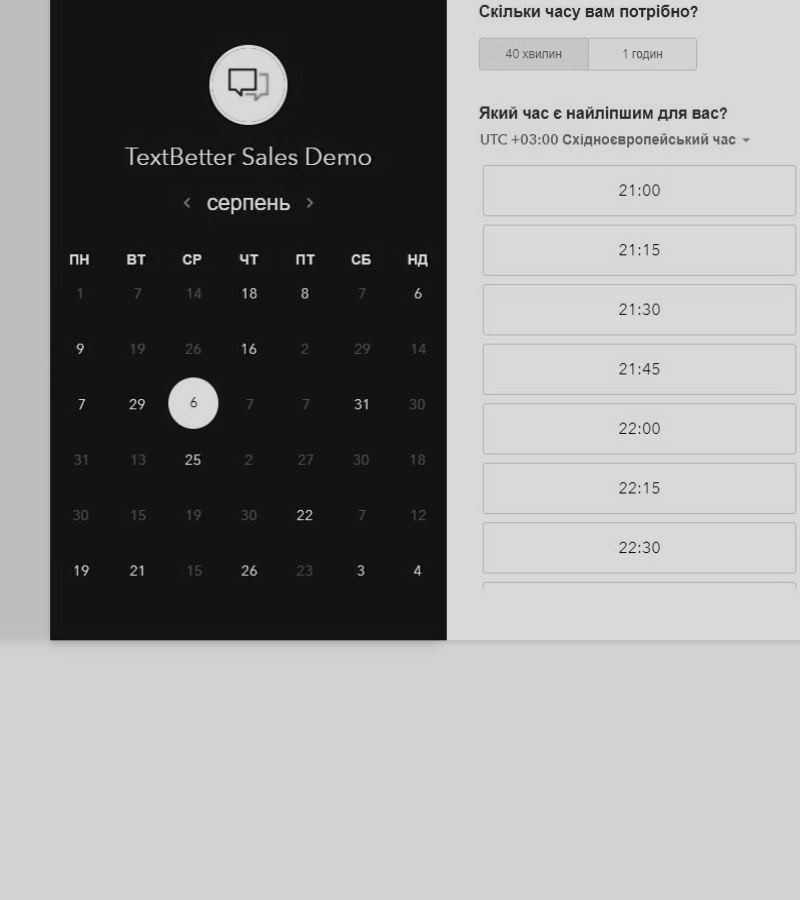 TextBetter Sales Demo
серпень
ПН ВТ СР ЧТ ПТ СБ НД
1 7 14 18 8 7 6
9 19 26 16 2 29 14
7 29 6 7 7 31 30
31 13 25 2 27 30 18
30 15 19 30 22 7 12
19 21 15 26 23 3 4
Скільки часу вам потрібно?
40 хвилин 1 годин
Який час є найліпшим для вас?
UTC +03:00 Східноєвропейський час
21:00
21:15
21:30
21:45
22:00
22:15
22:30